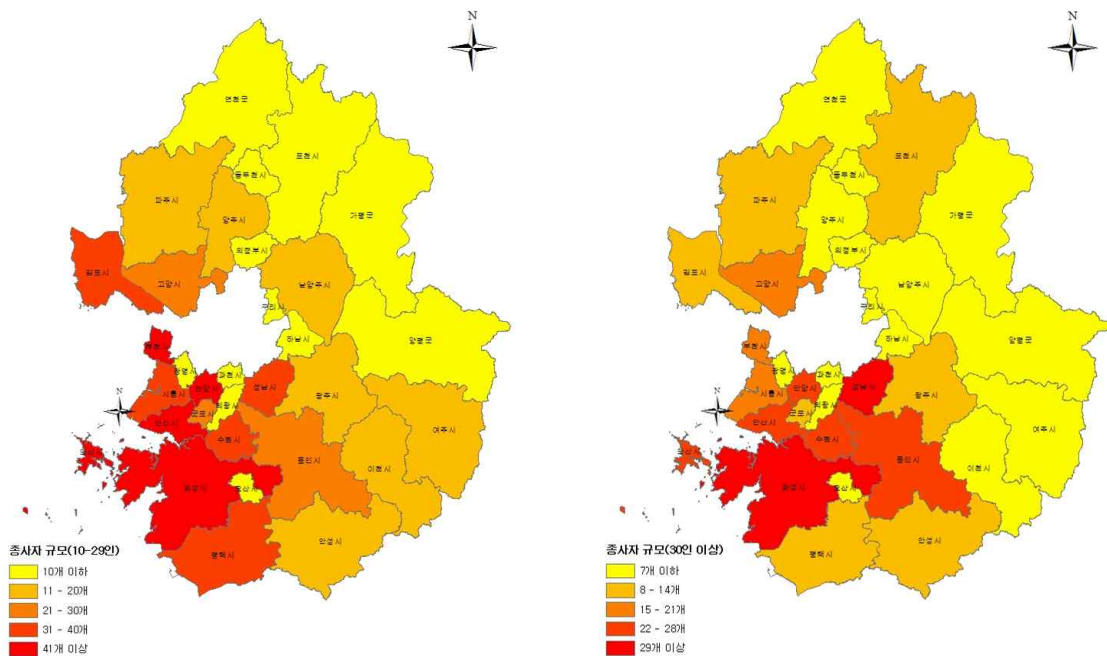 N
연천군
포천시
동두천시
파주시
양주시
가평군
의정부시
김포시
고양시
남양주시
구리시
하남시
양평군
부천시
광명시
과천시
시흥시
안양시
성남시
의왕시
광주시
군포시
안산시
수원시
여주시
용인시
이천시
안산시
화성시
오산시
안성시
평택시
N
종사자 규모(10-29인)
10개 이하
11 - 20개
21 - 30개
31 - 40개
41개 이상
N
연천군
포천시
동두천시
파주시
양주시
가평군
의정부시
김포시
고양시
남양주시
구리시
하남시
양평군
부천시
광명시
과천시
시흥시
안양시
성남시
의왕시
광주시
군포시
안산시
수원시
여주시
용인시
이천시
안산시
화성시
오산시
안성시
평택시
N
종사자 규모(30인 이상)
7개 이하
8 - 14개
15 - 21개
22 - 28개
29개 이상